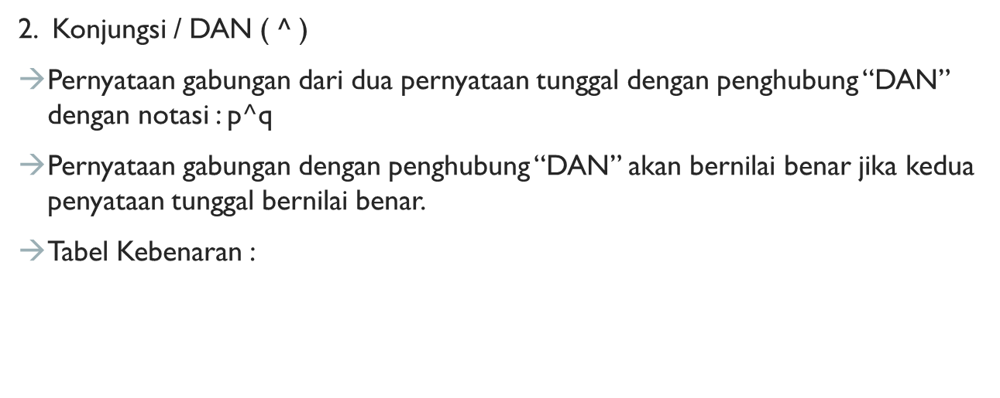 2. Konjungsi / DAN ( ^ )
→Pernyataan gabungan dari dua pernyataan tunggal dengan penghubung “DAN”
dengan notasi : p^q
→Pernyataan gabungan dengan penghubung “DAN” akan bernilai benar jika kedua
penyataan tunggal bernilai benar.
→Tabel Kebenaran :